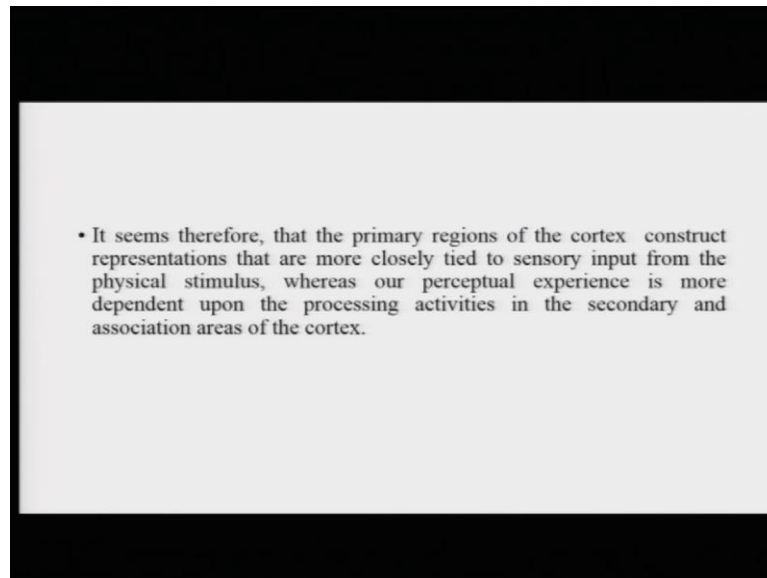 • It seems therefore, that the primary regions of the cortex construct
representations that are more closely tied to sensory input from the
physical stimulus, whereas our perceptual experience is more
dependent upon the processing activities in the secondary and
association areas of the cortex.